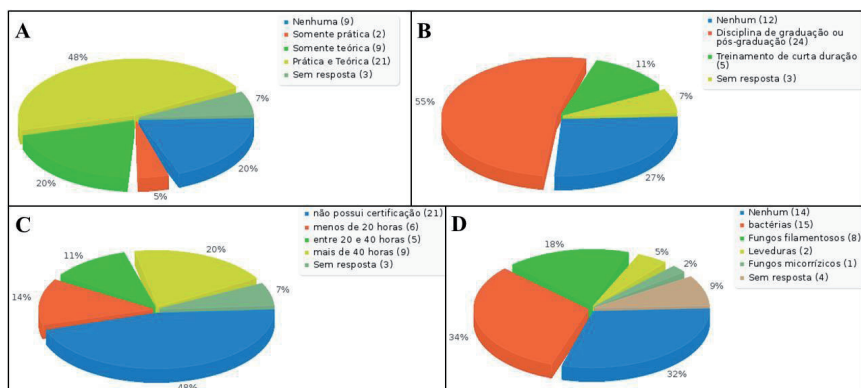 A
Nenhuma (9)
Somente prática (2)
Somente teórica (9)
Prática e Teórica (21)
Sem resposta (3)
48%
7%
20%
5%
20%
B
Nenhum (12)
Disciplina de graduação ou
pós-graduação (24)
Treinamento de curta duração
(5)
Sem resposta (3)
11%
7%
55%
27%
C
não possui certificação (21)
menos de 20 horas (6)
entre 20 e 40 horas (5)
mais de 40 horas (9)
Sem resposta (3)
20%
11%
7%
14%
48%
D
Nenhum (14)
bactérias (15)
Fungos filamentosos (8)
Leveduras (2)
Fungos micorrízicos (1)
Sem resposta (4)
18%
5%
2%
9%
34%
32%